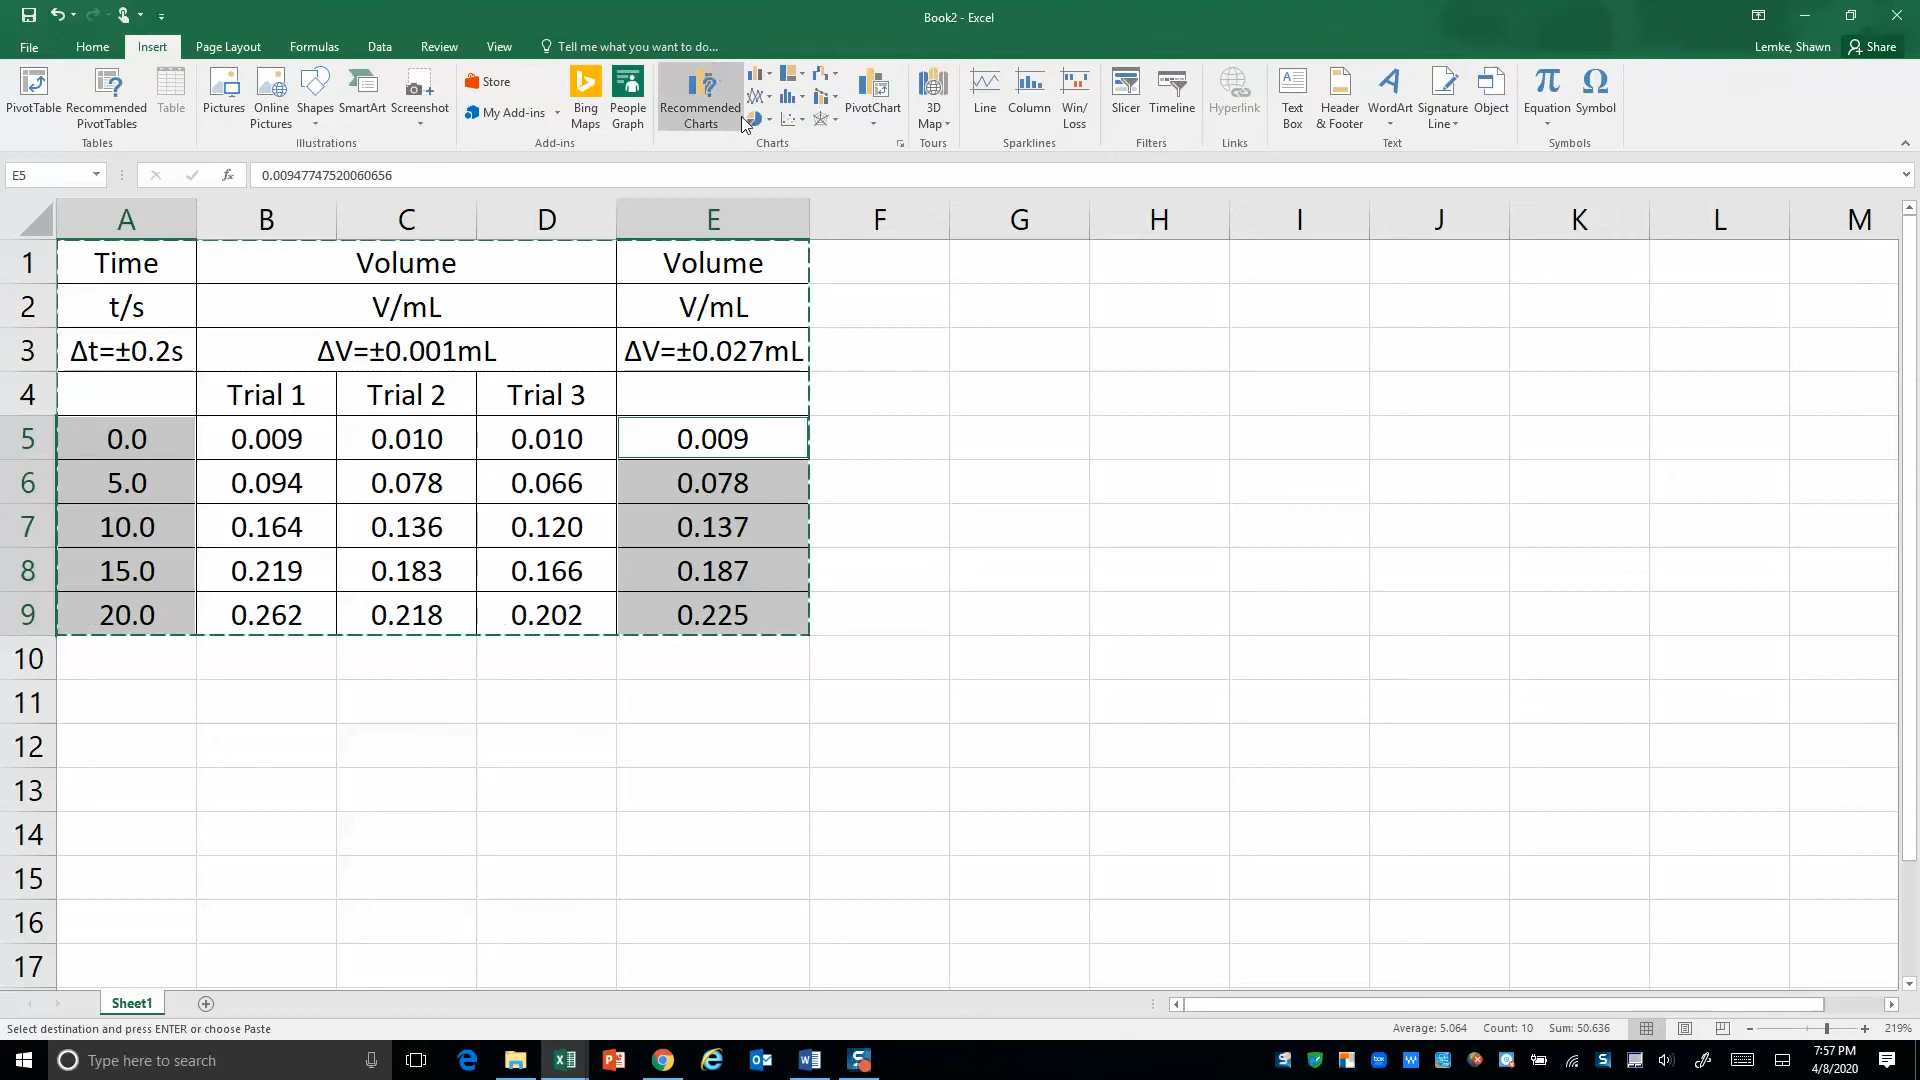 Book2 - Excel
File Home Insert Page Layout Formulas Data Review View Tell me what you want to do... Lemke, Shawn Share
PivotTable
Recommended PivotTables
Table
Tables
Pictures
Online Pictures
Shapes
SmartArt
Screenshot
Illustrations
Store
My Add-ins
Bing Maps
People Graph
Add-ins
Recommended Charts
PivotChart
Charts
3D Map
Tours
Line
Column
Win/ Loss
Sparklines
Slicer
Timeline
Filters
Hyperlink
Links
Text Box
Header & Footer
WordArt
Signature Line
Object
Text
Equation
Symbol
Symbols
E5 fx 0.00947747520060656
A B C D E F G H I J K L M
1 Time Volume Volume
2 t/s V/mL V/mL
3 Δt=±0.2s ΔV=±0.001mL ΔV=±0.027mL
4 Trial 1 Trial 2 Trial 3
5 0.0 0.009 0.010 0.010 0.009
6 5.0 0.094 0.078 0.066 0.078
7 10.0 0.164 0.136 0.120 0.137
8 15.0 0.219 0.183 0.166 0.187
9 20.0 0.262 0.218 0.202 0.225
10
11
12
13
14
15
16
17
Sheet1
Select destination and press ENTER or choose Paste Average: 5.064 Count: 10 Sum: 50.636 219%
Type here to search
7:57 PM
4/8/2020